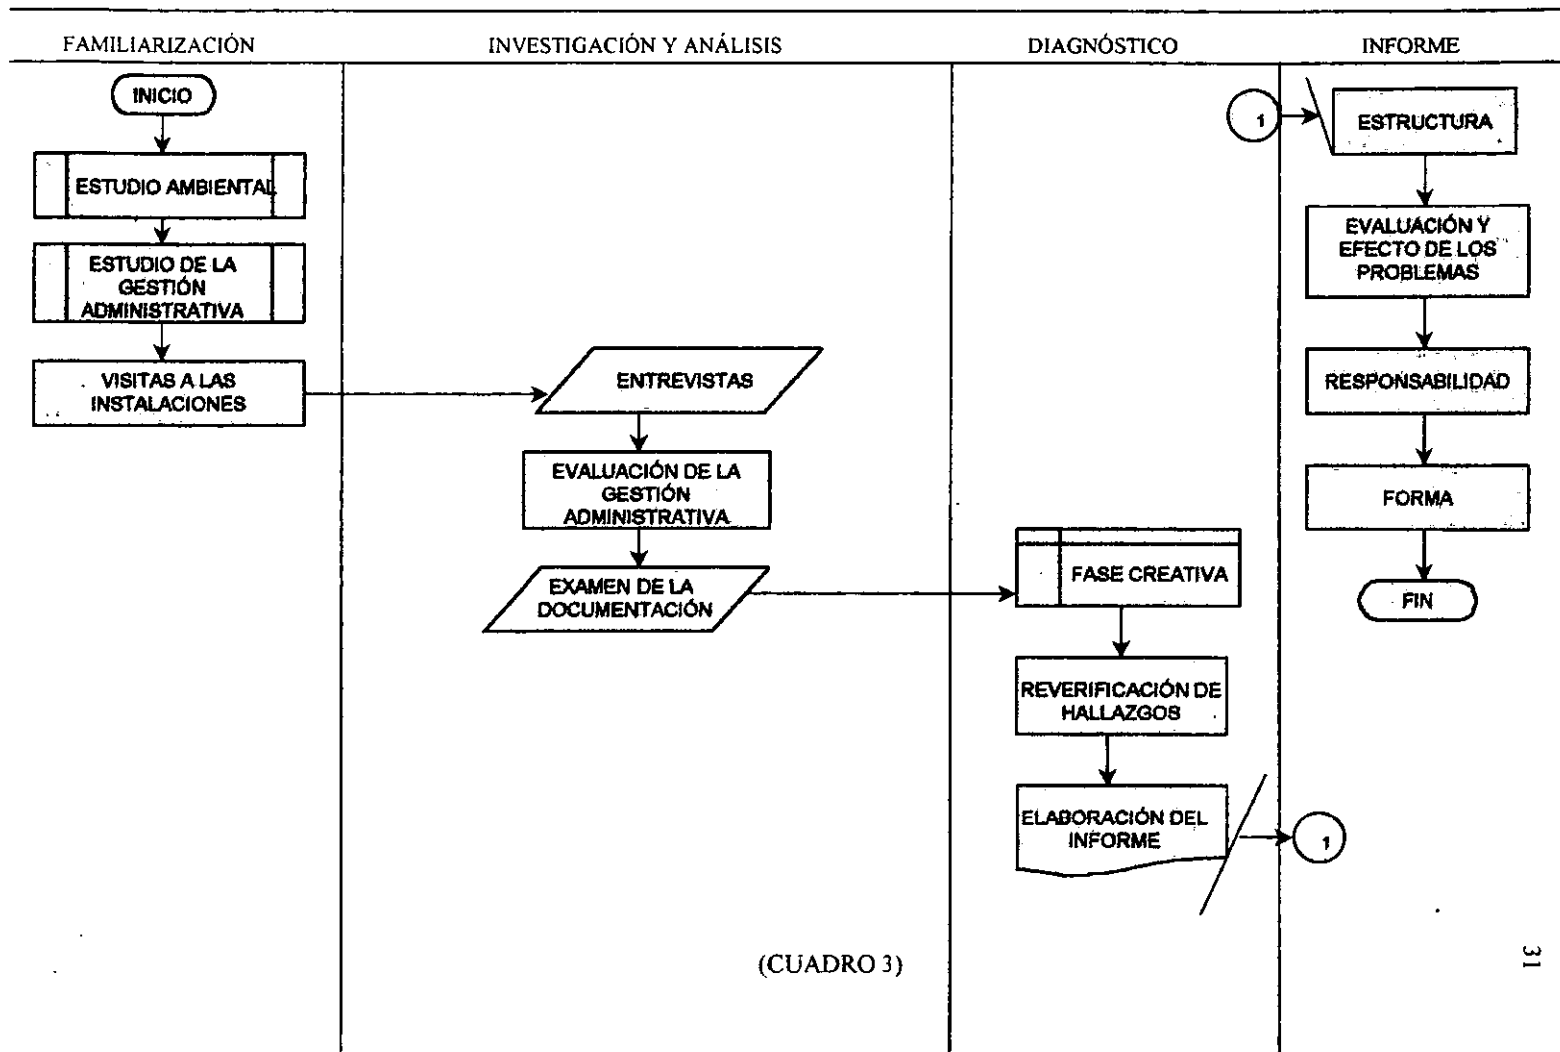 FAMILIARIZACIÓN
INVESTIGACIÓN Y ANÁLISIS
DIAGNÓSTICO
INFORME
INICIO
ESTUDIO AMBIENTAL
ESTUDIO DE LA
GESTIÓN
ADMINISTRATIVA
VISITAS A LAS
INSTALACIONES
ENTREVISTAS
EVALUACIÓN DE LA
GESTIÓN
ADMINISTRATIVA
EXAMEN DE LA
DOCUMENTACIÓN
FASE CREATIVA
REVERIFICACIÓN DE
HALLAZGOS
ELABORACIÓN DEL
INFORME
1
1
ESTRUCTURA
EVALUACIÓN Y
EFECTO DE LOS
PROBLEMAS
RESPONSABILIDAD
FORMA
FIN
(CUADRO 3)
31